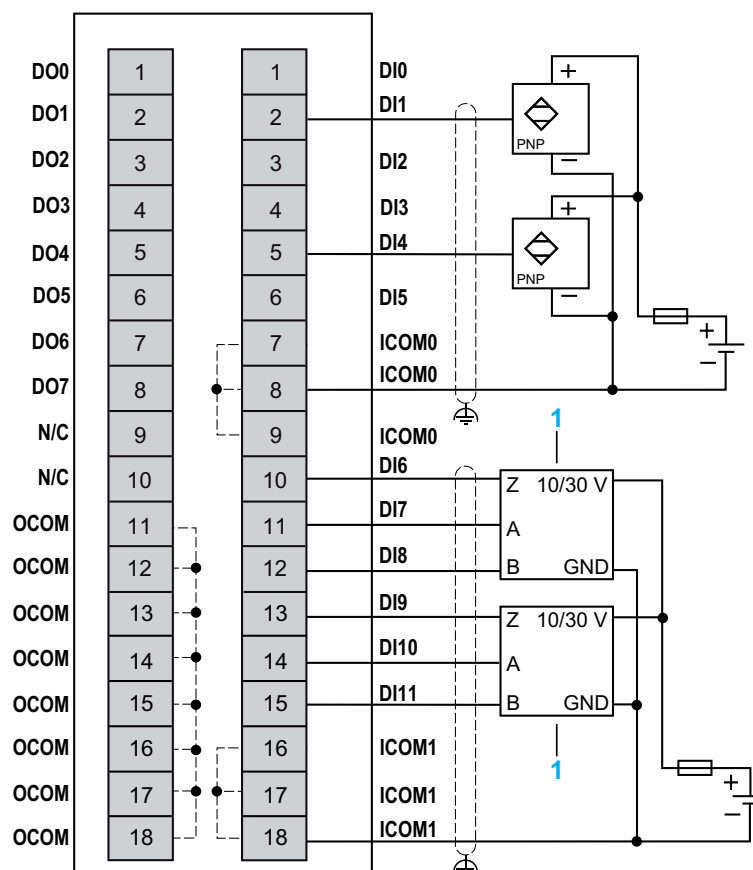 DO0 1 1 DI0 +
DO1 2 2 DI1 PNP −
DO2 3 3 DI2
DO3 4 4 DI3 +
DO4 5 5 DI4 PNP −
DO5 6 6 DI5
DO6 7 7 ICOM0 +
DO7 8 8 ICOM0 −
N/C 9 9 ICOM0 1
N/C 10 10 DI6 Z 10/30 V
OCOM 11 11 DI7 A
OCOM 12 12 DI8 B GND
OCOM 13 13 DI9 Z 10/30 V
OCOM 14 14 DI10 A
OCOM 15 15 DI11 B GND
OCOM 16 16 ICOM1 1
OCOM 17 17 ICOM1 +
OCOM 18 18 ICOM1 −